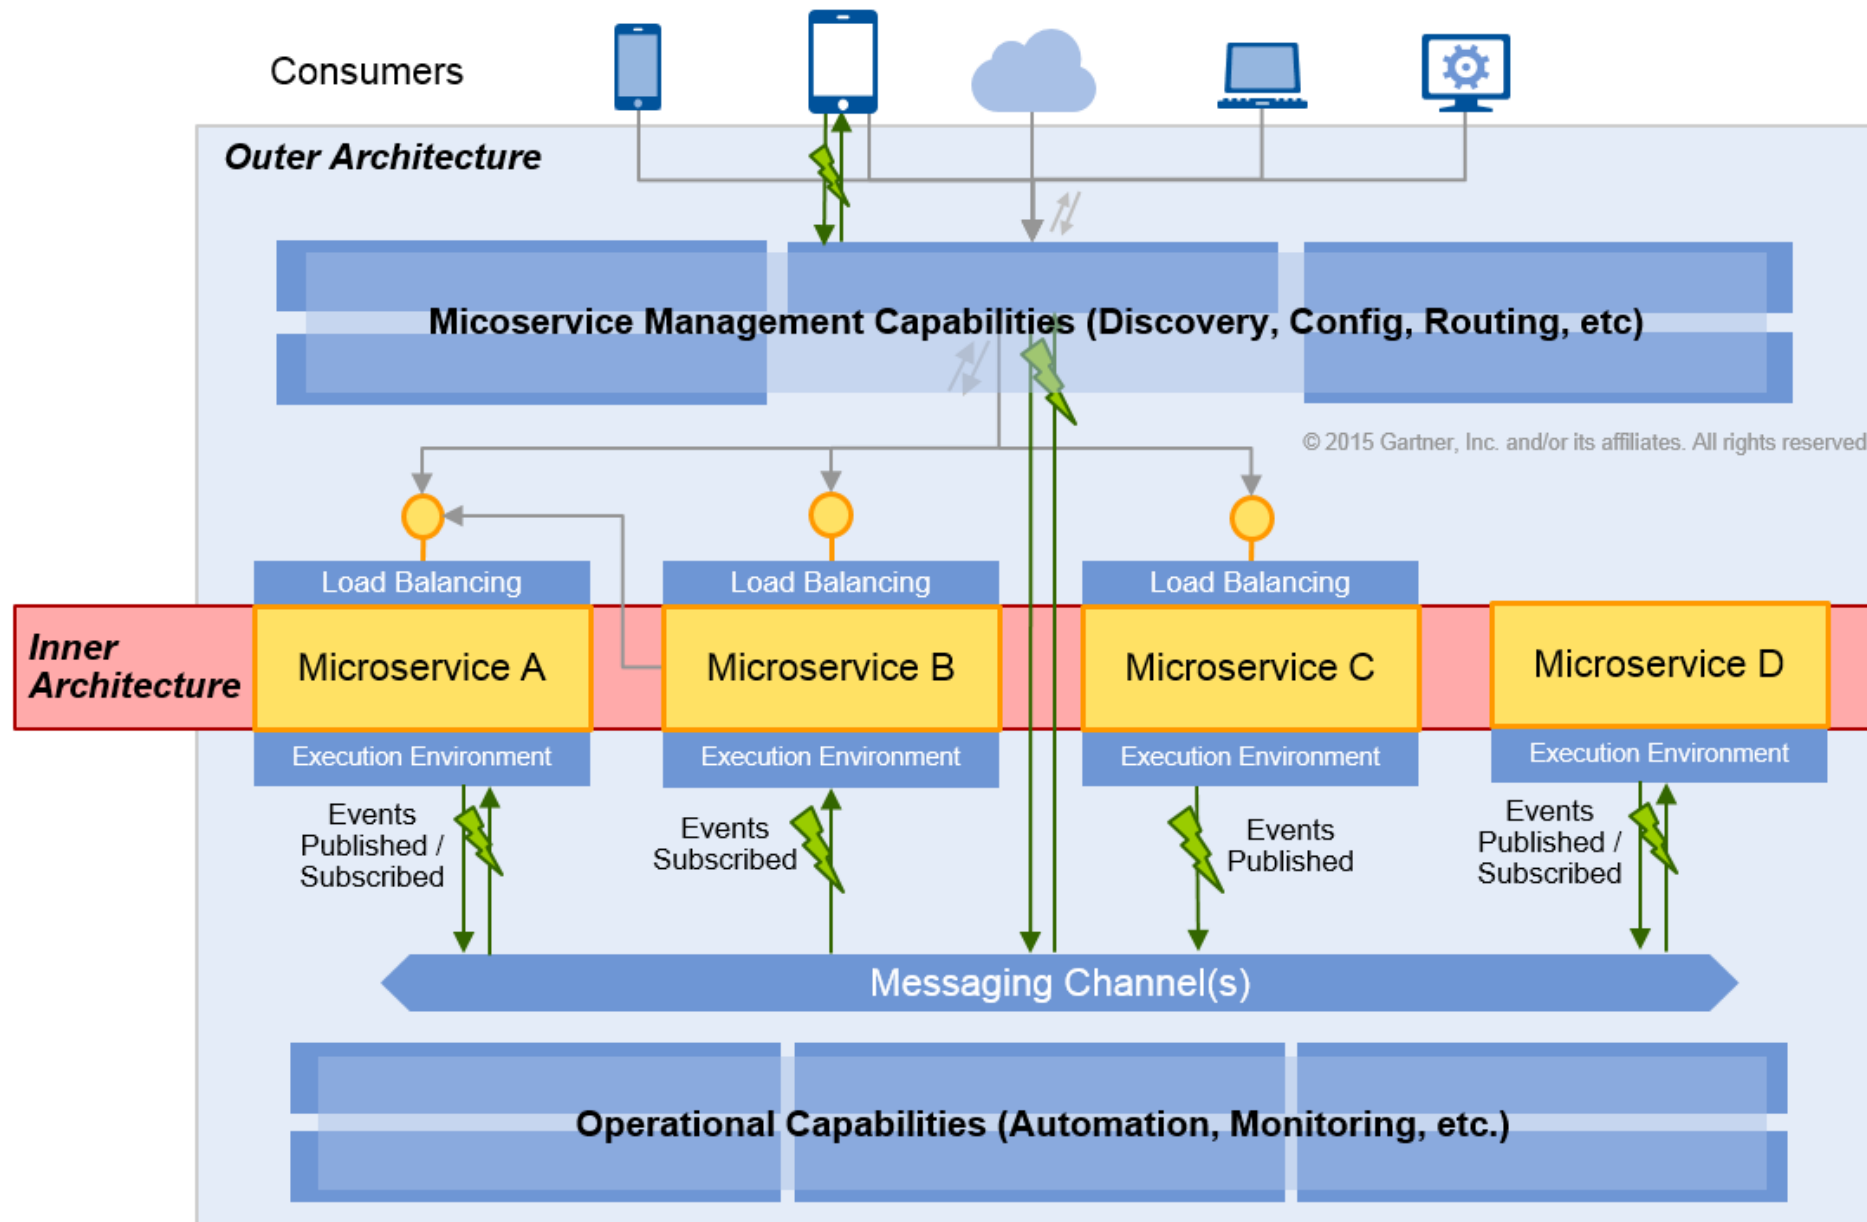 Consumers
Outer Architecture
Micoservice Management Capabilities (Discovery, Config, Routing, etc)
© 2015 Gartner, Inc. and/or its affiliates. All rights reserved
Load Balancing
Load Balancing
Load Balancing
Inner
Architecture
Microservice A
Microservice B
Microservice C
Microservice D
Execution Environment
Execution Environment
Execution Environment
Execution Environment
Events
Published /
Subscribed
Events
Subscribed
Events
Published
Events
Published /
Subscribed
Messaging Channel(s)
Operational Capabilities (Automation, Monitoring, etc.)